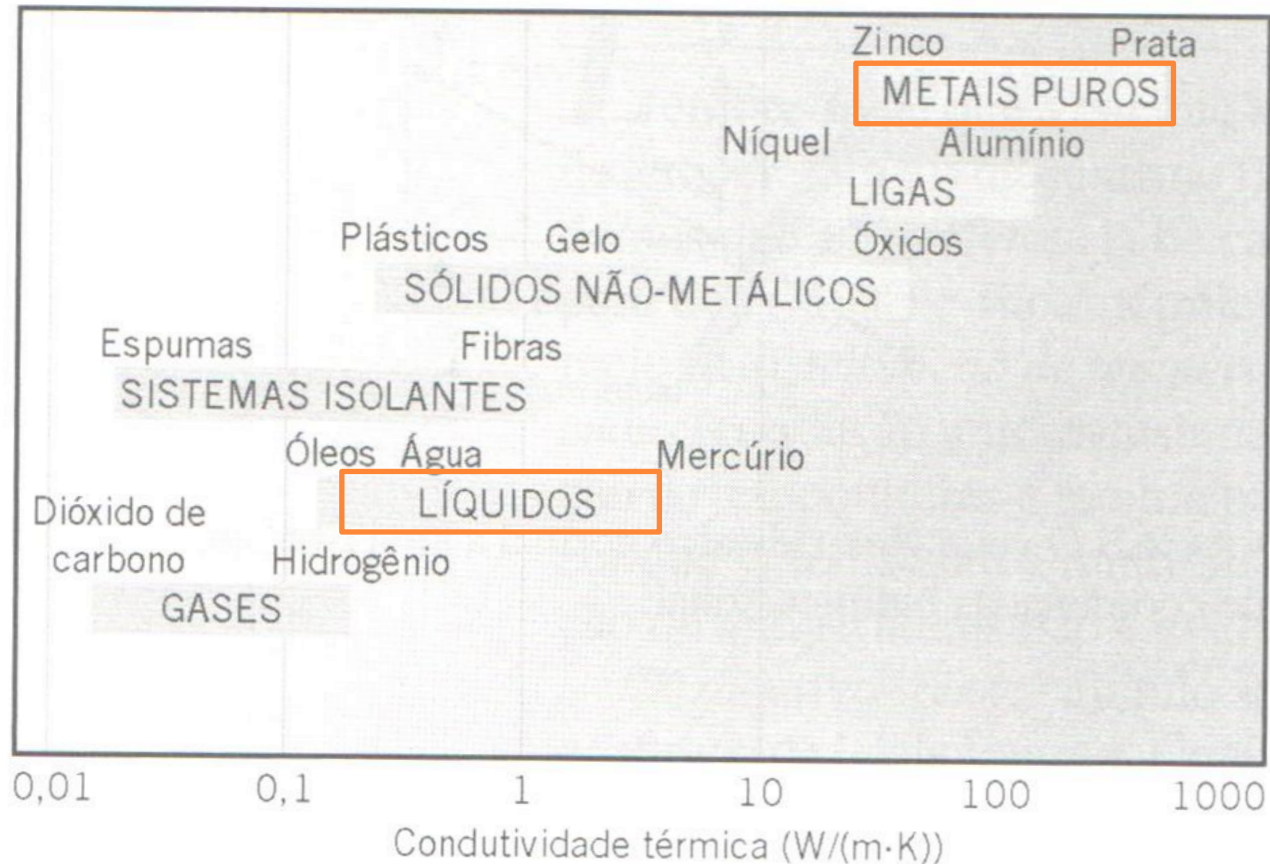 Zinco Prata
METAIS PUROS
Níquel Alumínio
LIGAS
Plásticos Gelo Óxidos
SÓLIDOS NÃO-METÁLICOS
Espumas Fibras
SISTEMAS ISOLANTES
Óleos Água Mercúrio
LÍQUIDOS
Dióxido de
carbono Hidrogênio
GASES
0,01 0,1 1 10 100 1000
Condutividade térmica (W/(m·K))